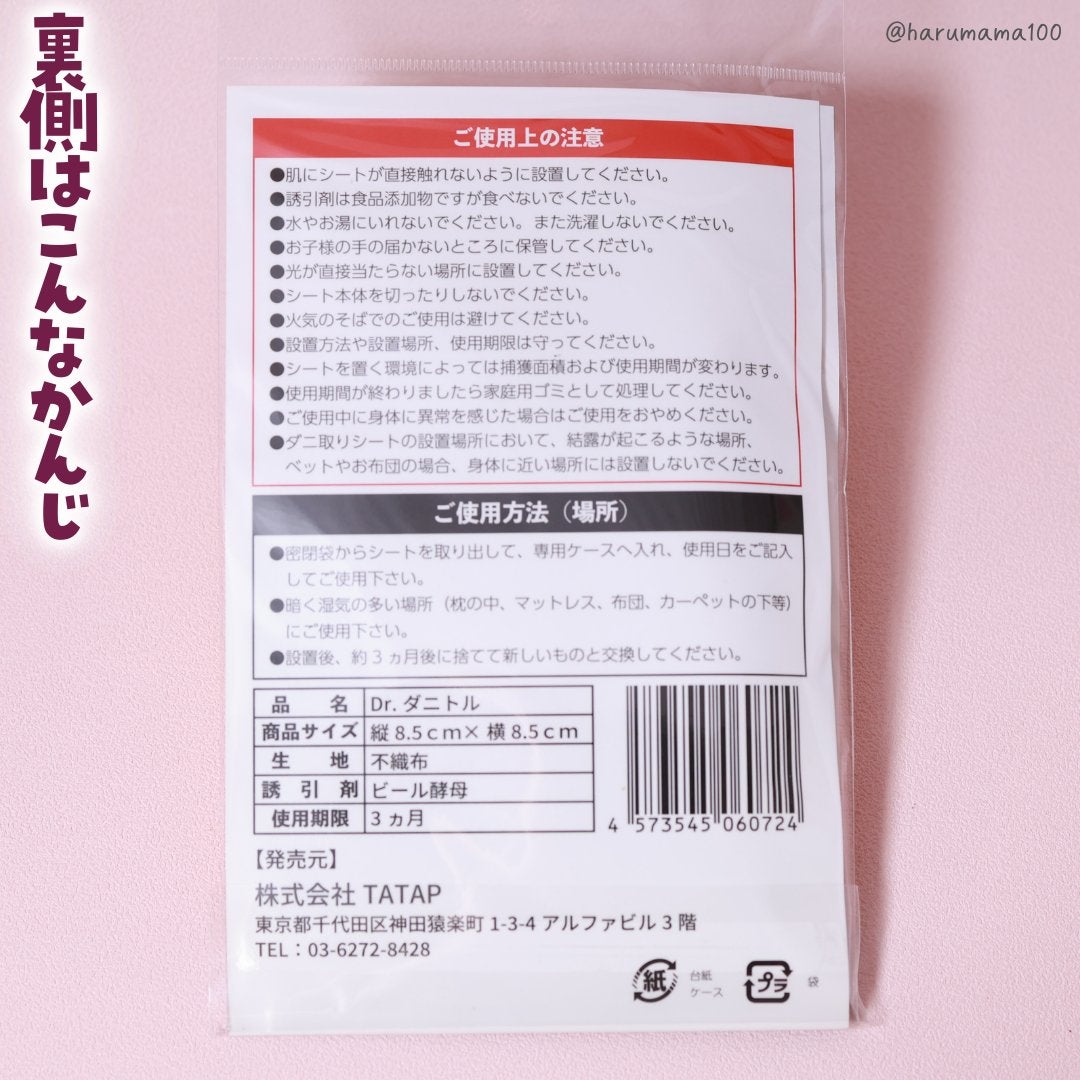 @harumama100
裏側はこんなかんじ
ご使用上の注意
●肌にシートが直接触れないように設置してください。
●誘引剤は食品添加物ですが食べないでください。
●水やお湯にいれないでください。また洗濯しないでください。
●お子様の手の届かないところに保管してください。
●光が直接当たらない場所に設置してください。
●シート本体を切ったりしないでください。
●火気のそばでのご使用は避けてください。
●設置方法や設置場所、使用期限は守ってください。
●シートを置く環境によっては捕獲面積および使用期間が変わります。
●使用期間が終わりましたら家庭用ゴミとして処理してください。
●ご使用中に身体に異常を感じた場合はご使用をおやめください。
●ダニ取りシートの設置場所において、結露が起こるような場所、
ベットやお布団の場合、身体に近い場所には設置しないでください。
ご使用方法（場所）
●密閉袋からシートを取り出して、専用ケースへ入れ、使用日をご記入
してご使用下さい。
●暗く湿気の多い場所（枕の中、マットレス、布団、カーペットの下等)
にご使用下さい。
●設置後、約3ヵ月後に捨てて新しいものと交換してください。
品 名 Dr. ダニトル
商品サイズ 縦 8.5cm× 横 8.5cm
生 地 不織布
誘 引 剤 ビール酵母
使用期限 3ヵ月
4 573545 060724
【発売元】
株式会社 TATAP
東京都千代田区神田猿楽町 1-3-4 アルファビル 3 階
TEL：03-6272-8428
紙 台紙
ケース
プラ 袋